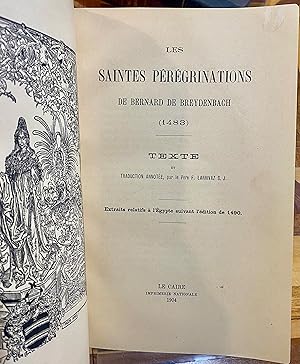 LES
SAINTES PÉRÉGRINATIONS
DE BERNARD DE BREYDENBACH
(1483)
TEXTE
ET
TRADUCTION ANNOTÉE, par le Père F. LARRIVAZ S. J.
Extraits relatifs à l'Égypte suivant l'édition de 1490.
LE CAIRE
IMPRIMERIE NATIONALE
1904